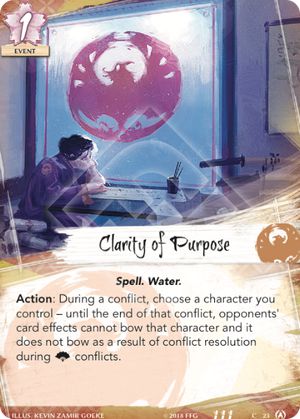 1
EVENT
Clarity of Purpose
Spell. Water.
Action: During a conflict, choose a character you
control – until the end of that conflict, opponents'
card effects cannot bow that character and it
does not bow as a result of conflict resolution
during conflicts.
ILLUS. KEVIN ZAMIR GOEKE © 2018 FFG 111 C 23